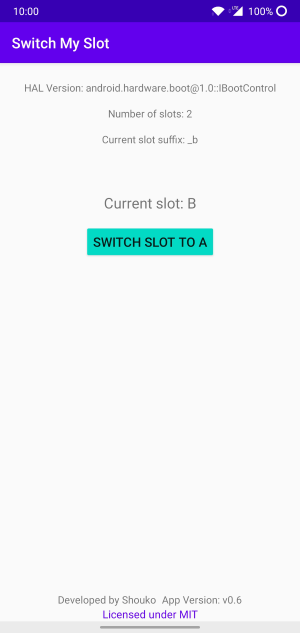 10:00 LTE 100%
Switch My Slot
HAL Version: android.hardware.boot@1.0::IBootControl
Number of slots: 2
Current slot suffix: _b
Current slot: B
SWITCH SLOT TO A
Developed by Shouko App Version: v0.6
Licensed under MIT